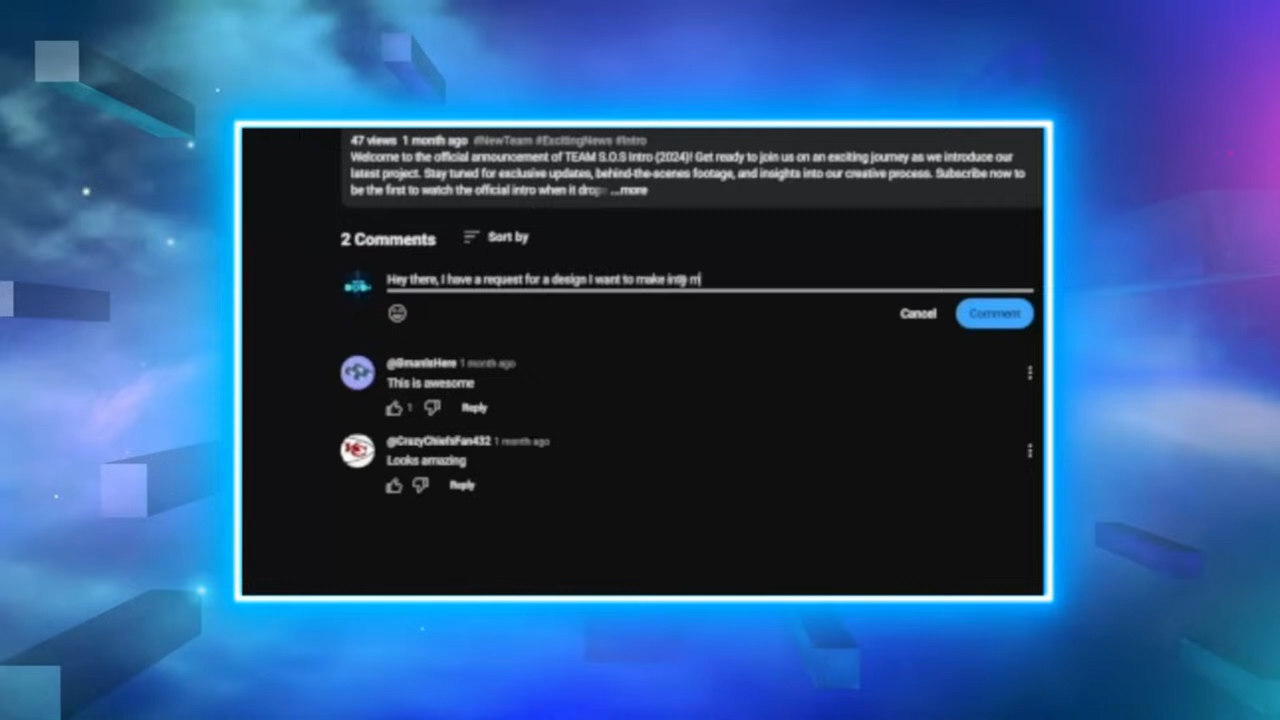 47 views 1 month ago #NewTeam #ExcitingNews #Intro
Welcome to the official announcement of TEAM S.O.S Intro (2024)! Get ready to join us on an exciting journey as we introduce our
latest project. Stay tuned for exclusive updates, behind-the-scenes footage, and insights into our creative process. Subscribe now to
be the first to watch the official intro when it drop ...more
2 Comments Sort by
Hey there, I have a request for a design I want to make into m
Cancel Comment
@BmanIsHere 1 month ago
This is awesome
1 Reply
@CrazyChiefsFan432 1 month ago
Looks amazing
Reply